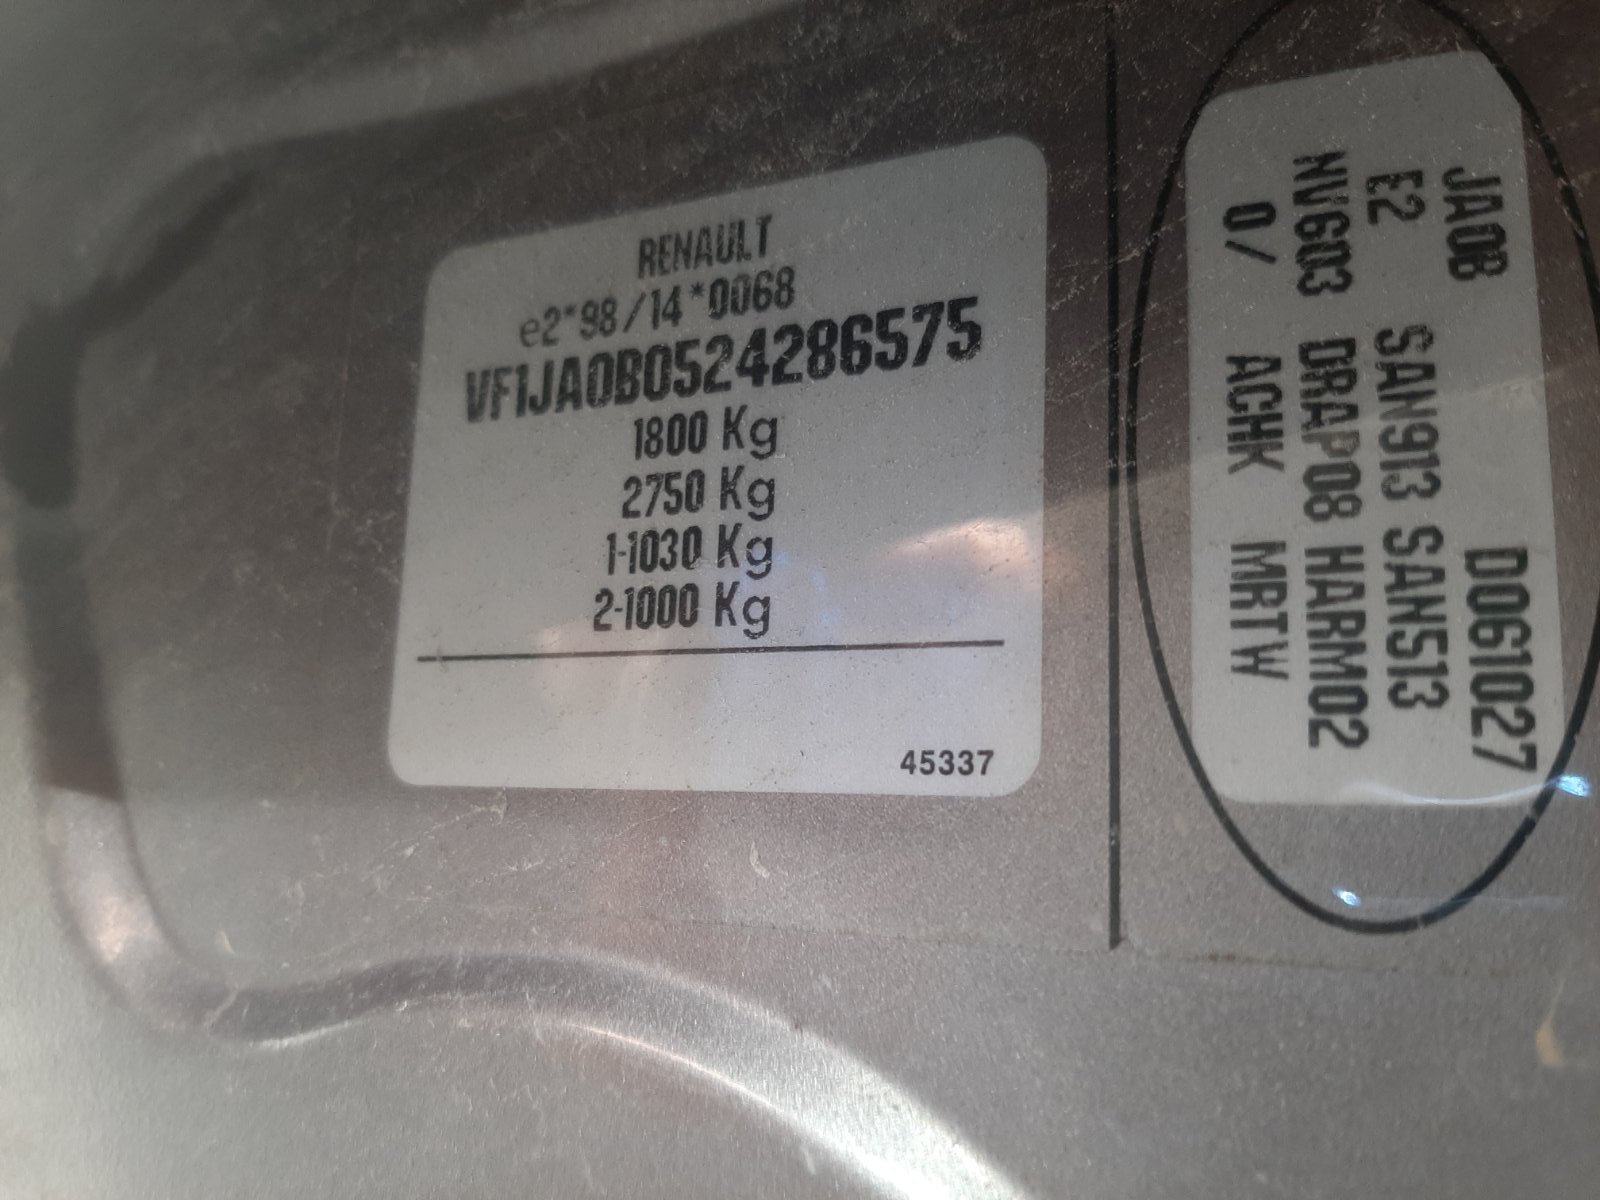 RENAULT
e2*98/14*0068
VF1JA0B0524286575
1800 Kg
2750 Kg
1-1030 Kg
2-1000 Kg
45337
JA0B D061027
E2 SAN913 SAN513
NV603 DRAP08 HARM02
0/ ACHK MRTW